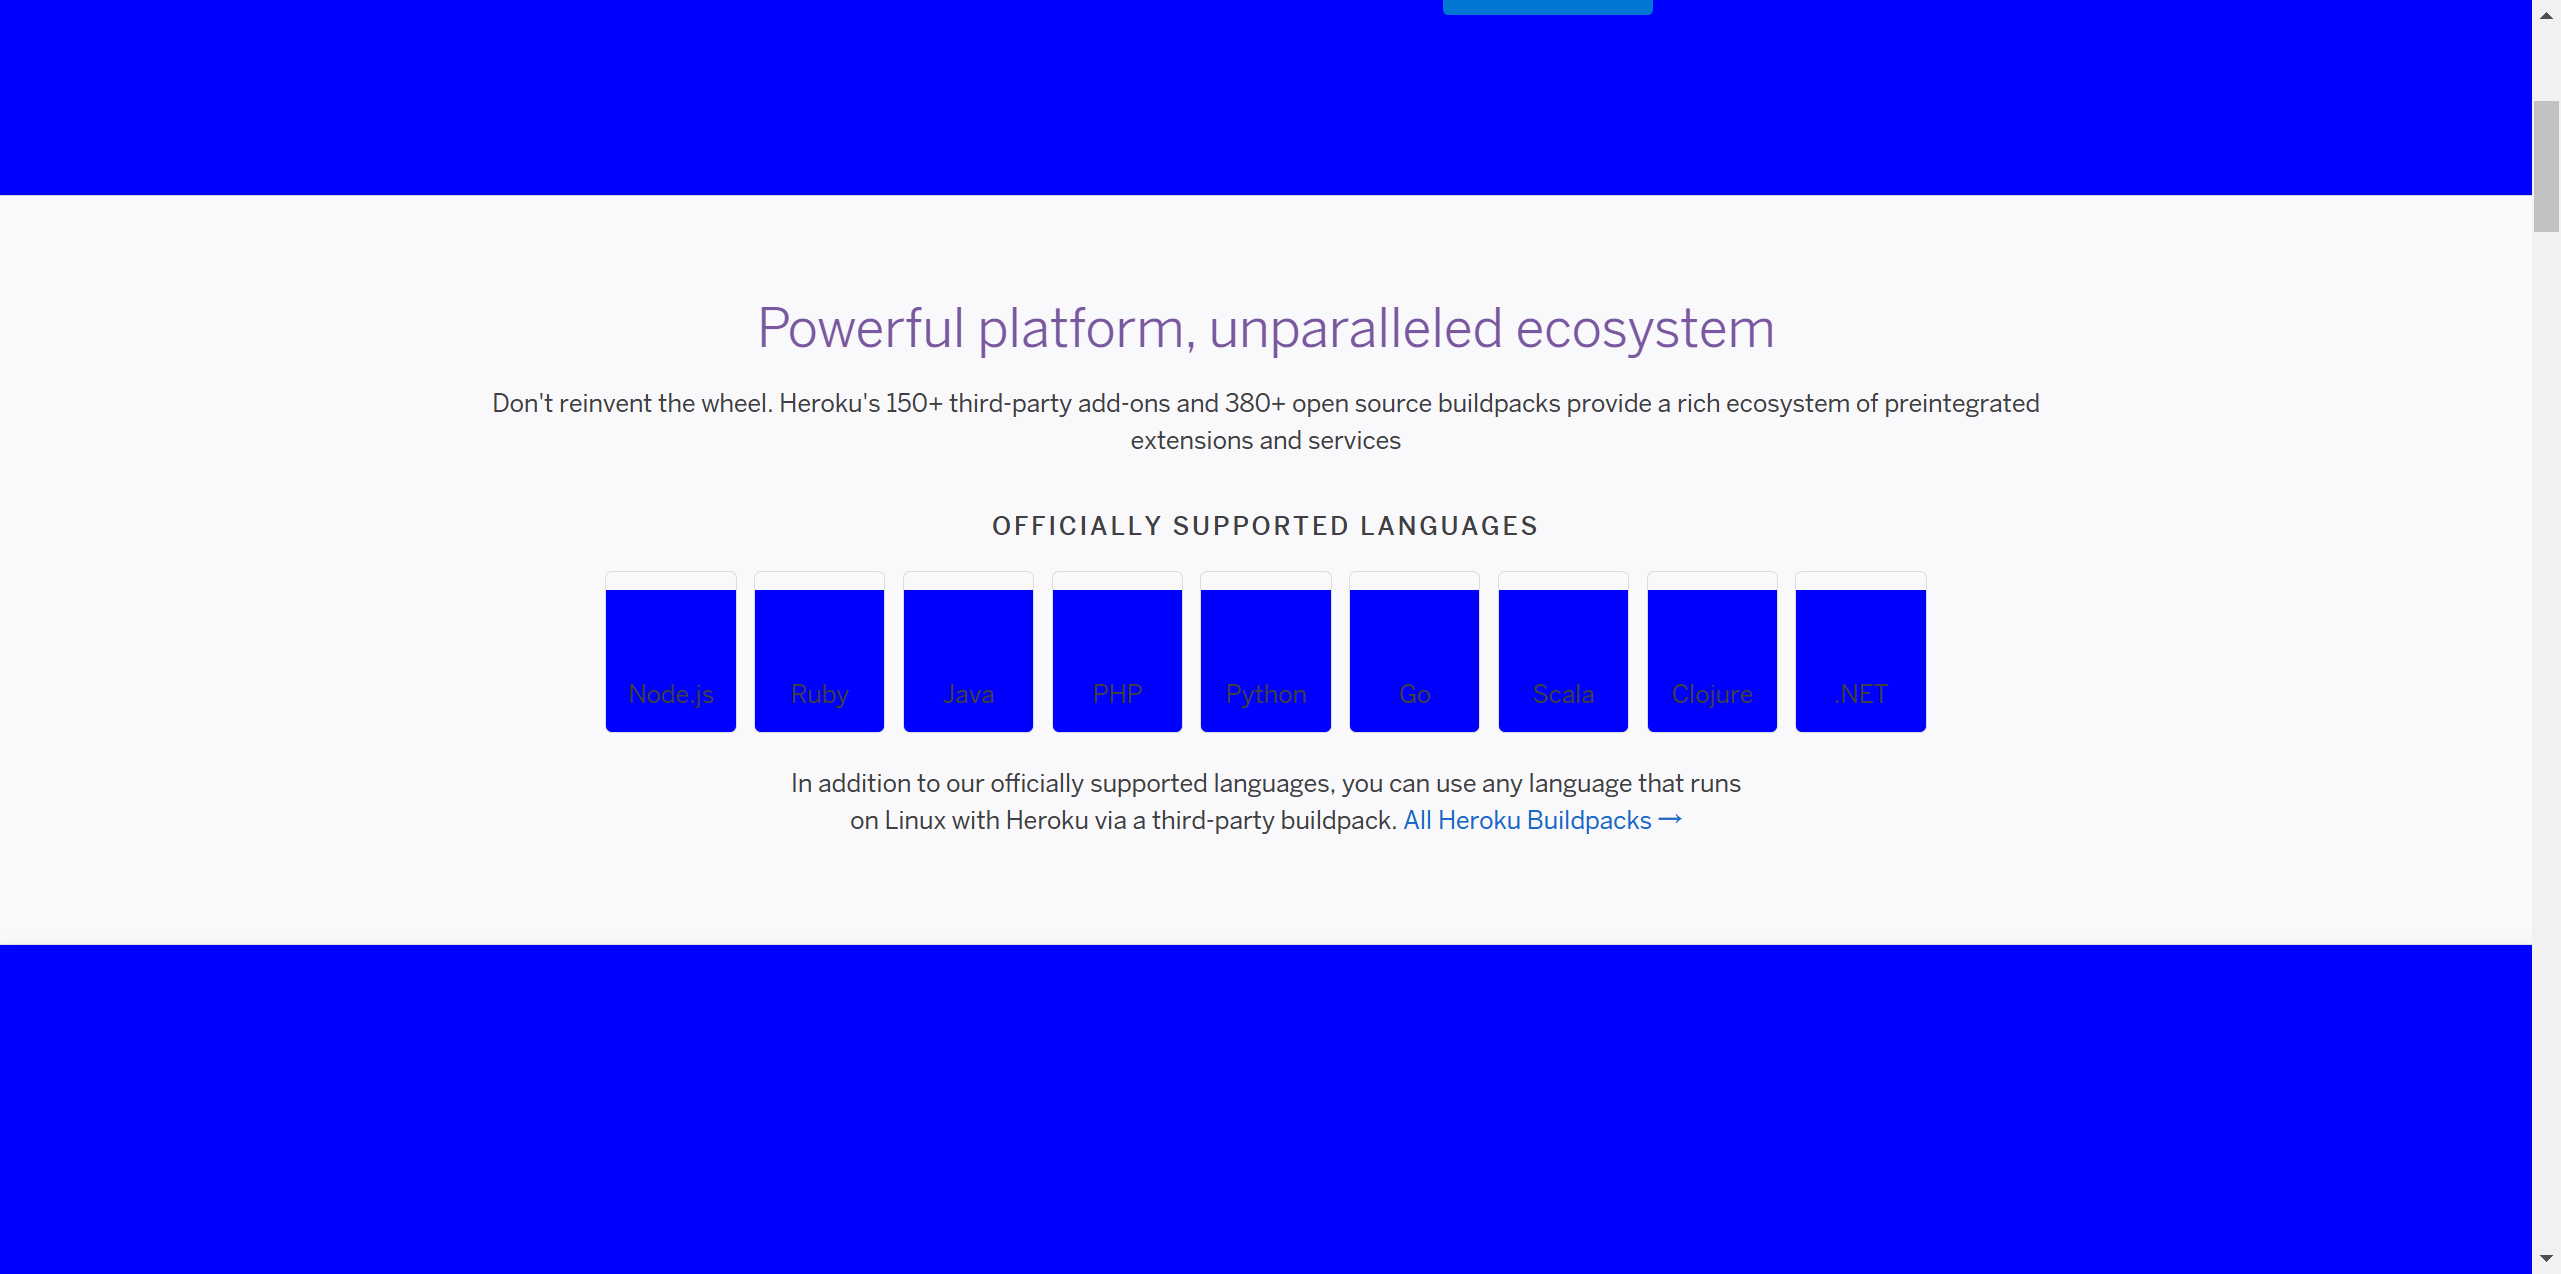 Powerful platform, unparalleled ecosystem
Don't reinvent the wheel. Heroku's 150+ third-party add-ons and 380+ open source buildpacks provide a rich ecosystem of preintegrated
extensions and services
OFFICIALLY SUPPORTED LANGUAGES
Node.js Ruby Java PHP Python Go Scala Clojure .NET
In addition to our officially supported languages, you can use any language that runs
on Linux with Heroku via a third-party buildpack. All Heroku Buildpacks →